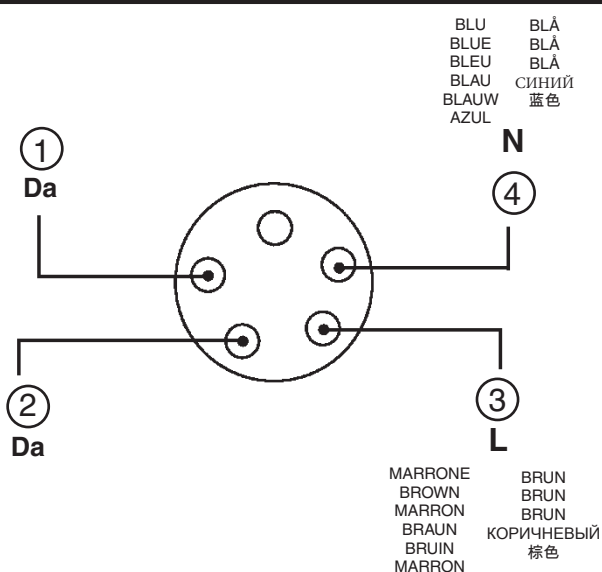 BLU BLÅ
BLUE BLÅ
BLEU BLÅ
BLAU СИНИЙ
BLAUW 蓝色
AZUL
N
4
1
Da
2
Da
3
L
MARRONE BRUN
BROWN BRUN
MARRON BRUN
BRAUN КОРИЧНЕВЫЙ
BRUIN 棕色
MARRON